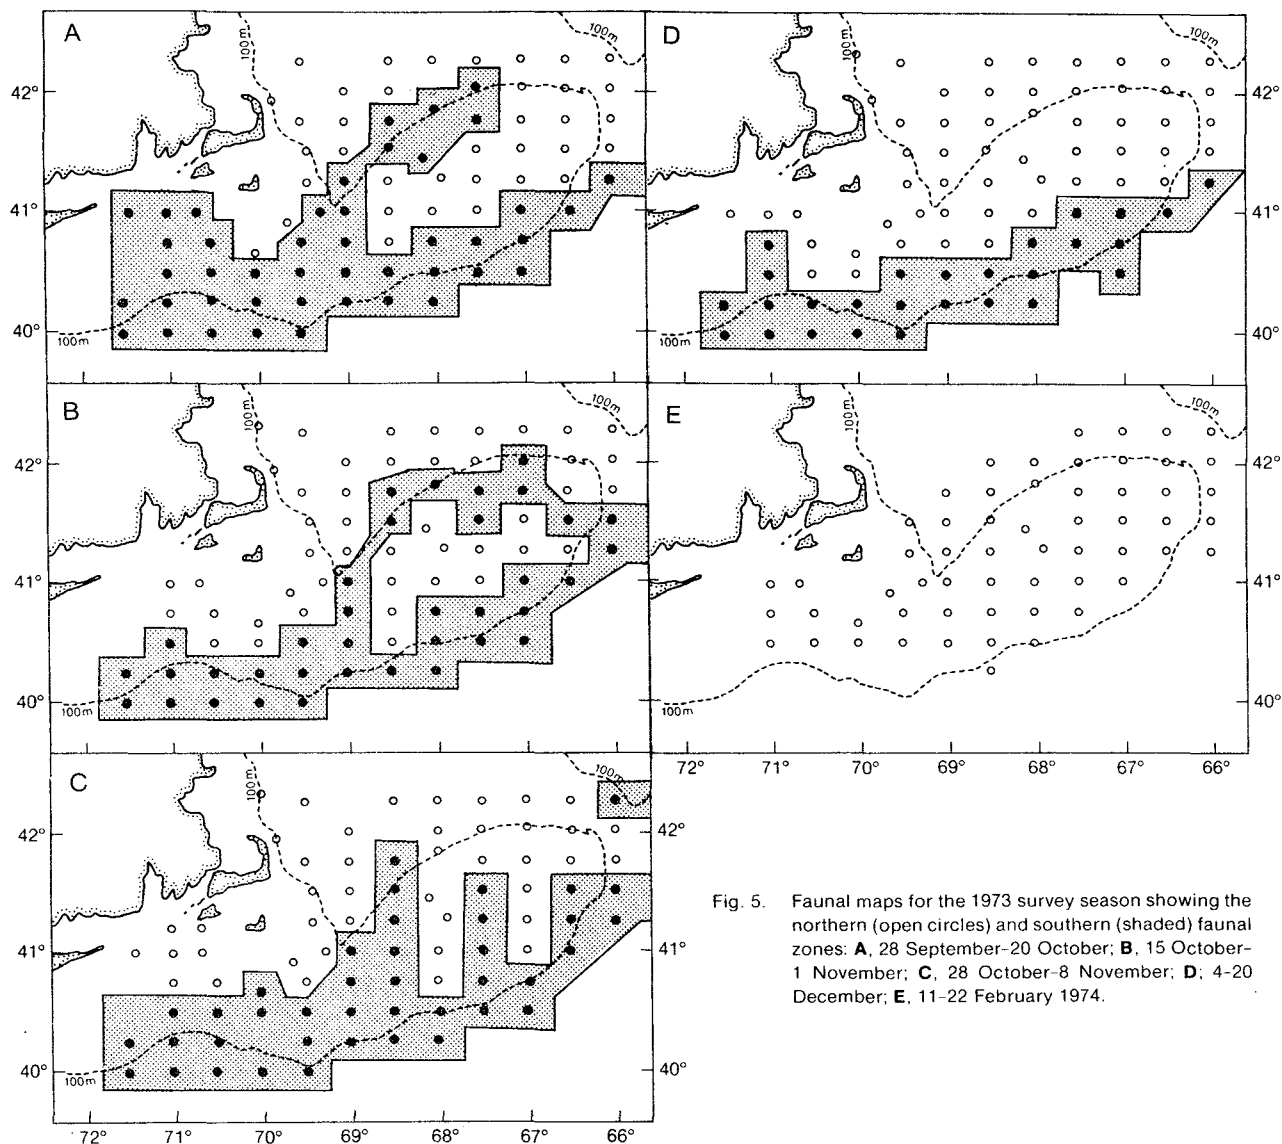 A
100m
100m
42°
41°
40°
100m
D
100m
100m
42°
41°
40°
100m
B
100m
100m
42°
41°
40°
100m
E
100m
100m
42°
41°
40°
100m
72° 71° 70° 69° 68° 67° 66°
C
100m
100m
42°
42°
41°
41°
40°
40°
100m
72° 71° 70° 69° 68° 67° 66°
Fig. 5. Faunal maps for the 1973 survey season showing the
northern (open circles) and southern (shaded) faunal
zones: A, 28 September–20 October; B, 15 October–
1 November; C, 28 October–8 November; D; 4–20
December; E, 11–22 February 1974.